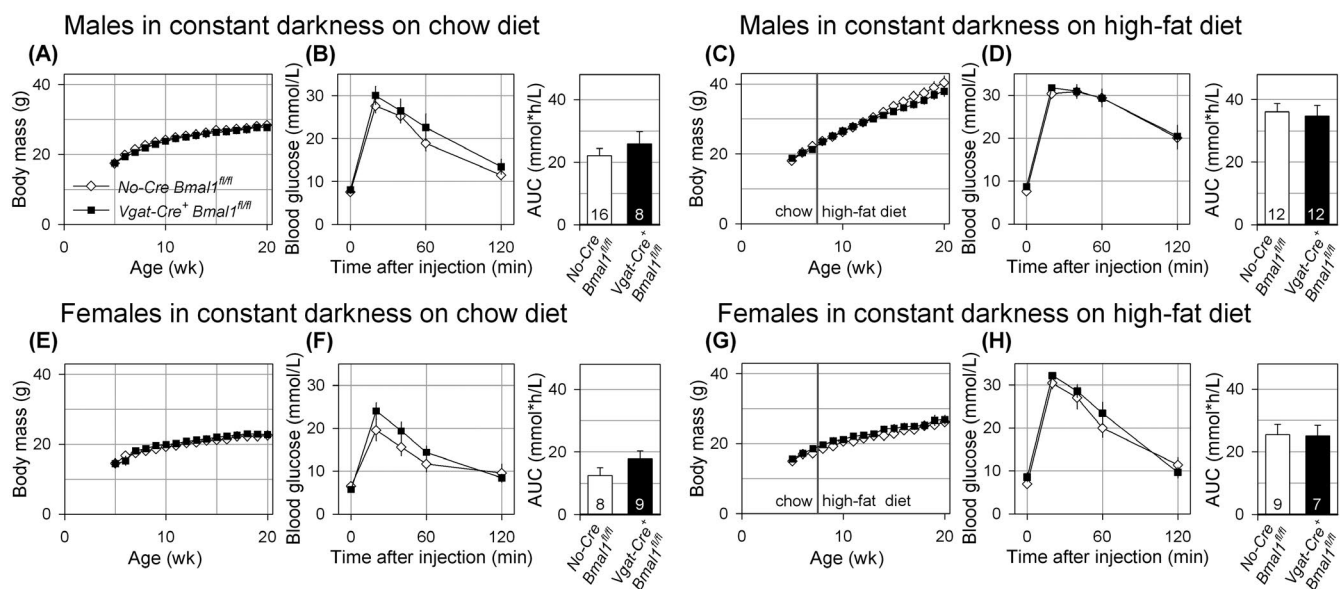 Males in constant darkness on chow diet
Males in constant darkness on high-fat diet
(A)
Body mass (g)
40
20
0
0
10
20
Age (wk)
No-Cre Bmal1fl/fl
Vgat-Cre+ Bmal1fl/fl
(B)
Blood glucose (mmol/L)
30
20
10
0
0
60
120
Time after injection (min)
AUC (mmol*h/L)
40
20
0
16
8
No-Cre
Bmal1fl/fl
Vgat-Cre+
Bmal1fl/fl
(C)
Body mass (g)
40
20
0
chow
high-fat diet
0
10
20
Age (wk)
(D)
Blood glucose (mmol/L)
30
20
10
0
0
60
120
Time after injection (min)
AUC (mmol*h/L)
40
20
0
12
12
No-Cre
Bmal1fl/fl
Vgat-Cre+
Bmal1fl/fl
Females in constant darkness on chow diet
Females in constant darkness on high-fat diet
(E)
Body mass (g)
40
20
0
0
10
20
Age (wk)
(F)
Blood glucose (mmol/L)
30
20
10
0
0
60
120
Time after injection (min)
AUC (mmol*h/L)
40
20
0
8
9
No-Cre
Bmal1fl/fl
Vgat-Cre+
Bmal1fl/fl
(G)
Body mass (g)
40
20
0
chow
high-fat diet
0
10
20
Age (wk)
(H)
Blood glucose (mmol/L)
30
20
10
0
0
60
120
Time after injection (min)
AUC (mmol*h/L)
40
20
0
9
7
No-Cre
Bmal1fl/fl
Vgat-Cre+
Bmal1fl/fl